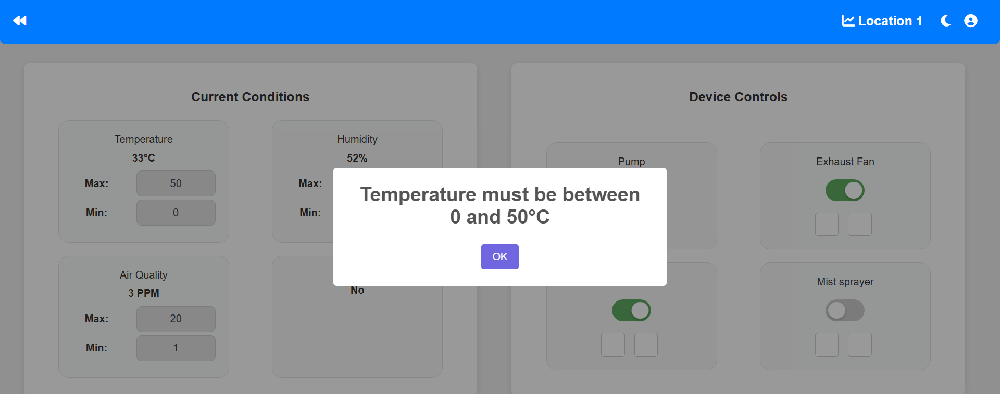 Location 1
Current Conditions
Temperature
33°C
Max:
50
Min:
0
Humidity
52%
Max:
Min:
Air Quality
3 PPM
Max:
20
Min:
1
No
Device Controls
Pump
Exhaust Fan
Mist sprayer
Temperature must be between
0 and 50°C
OK